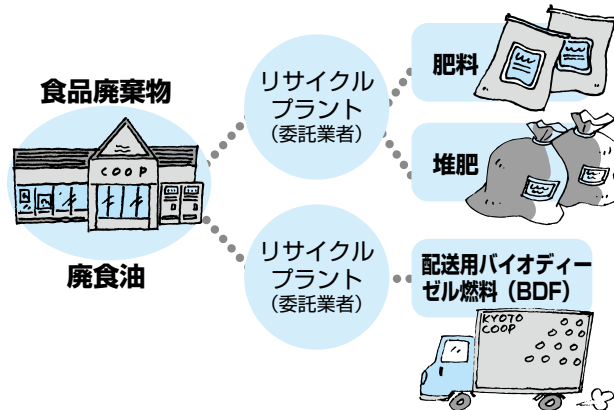 食品廃棄物
COOP
廃食油
リサイクル
プラント
（委託業者）
肥料
堆肥
リサイクル
プラント
（委託業者）
配送用バイオディー
ゼル燃料（BDF）
KYOTO
COOP